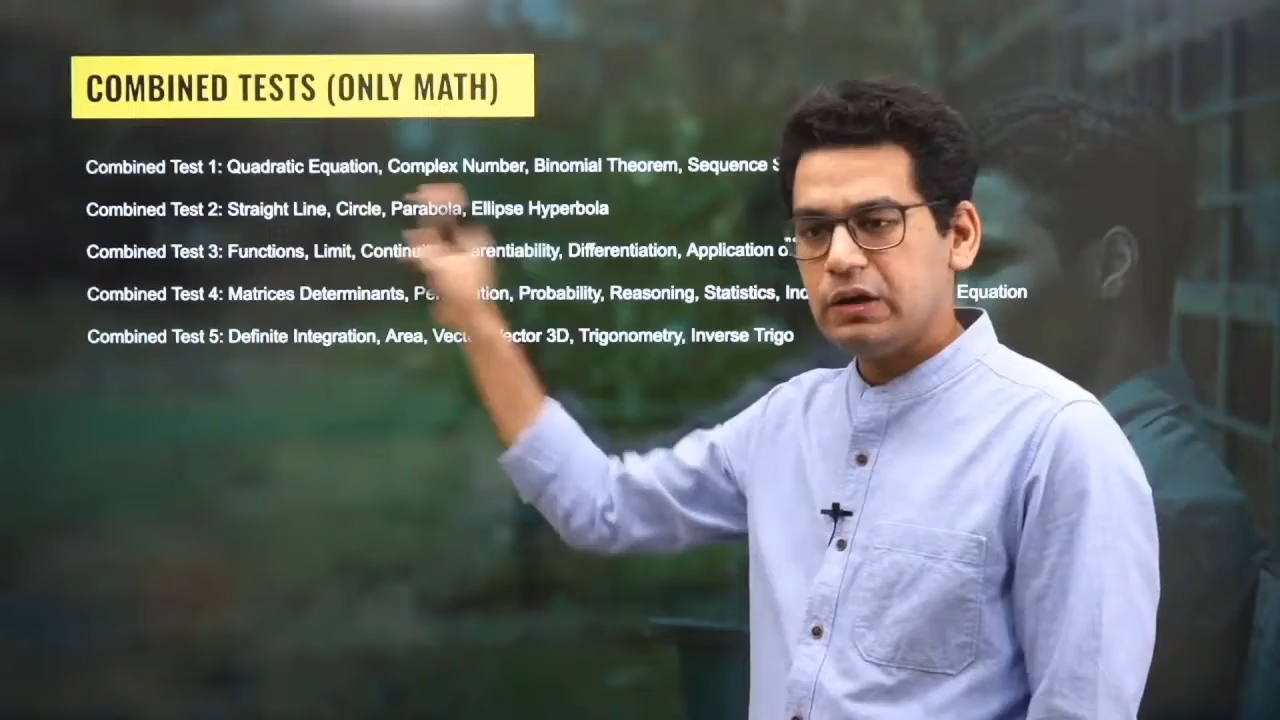 COMBINED TESTS (ONLY MATH)
Combined Test 1: Quadratic Equation, Complex Number, Binomial Theorem, Sequence
Combined Test 2: Straight Line, Circle, Parabola, Ellipse Hyperbola
Combined Test 3: Functions, Limit, Differentiation, Application
Combined Test 4: Matrices Determinants, Probability, Reasoning, Statistics, Equation
Combined Test 5: Definite Integration, Area, 3D, Trigonometry, Inverse Trigo